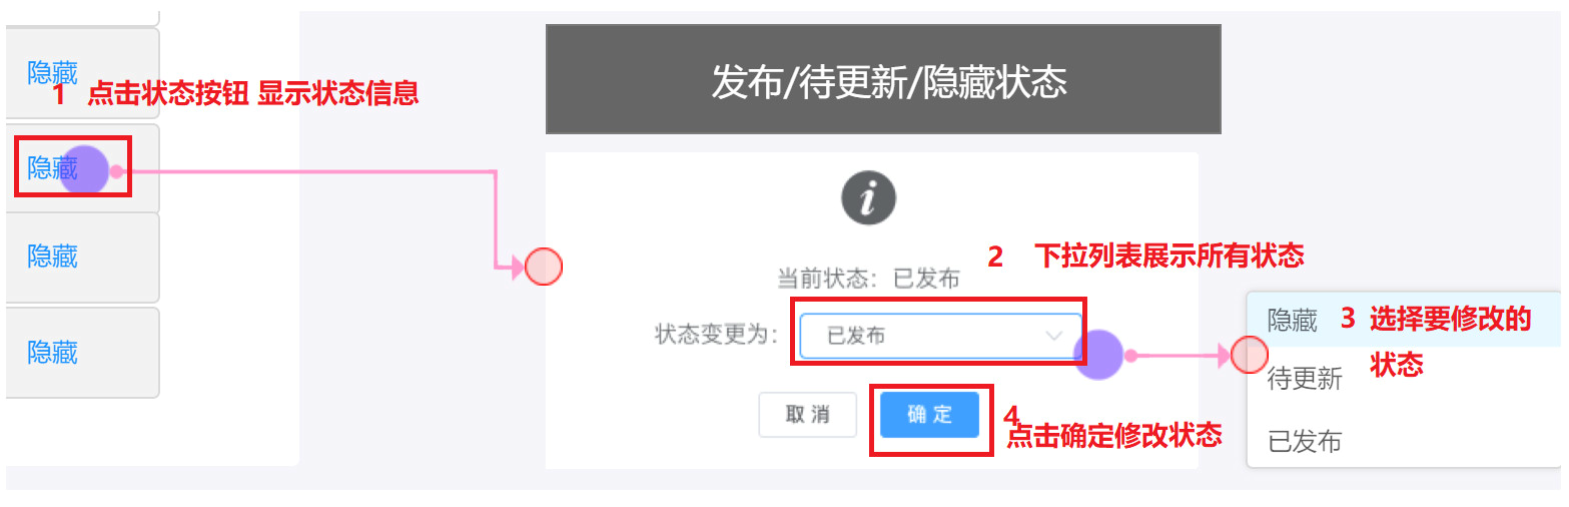 隐藏
1 点击状态按钮 显示状态信息
隐藏
隐藏
隐藏
发布/待更新/隐藏状态
i
当前状态：已发布
2 下拉列表展示所有状态
状态变更为：
已发布
取消
确定
4
点击确定修改状态
隐藏
3 选择要修改的
状态
待更新
已发布